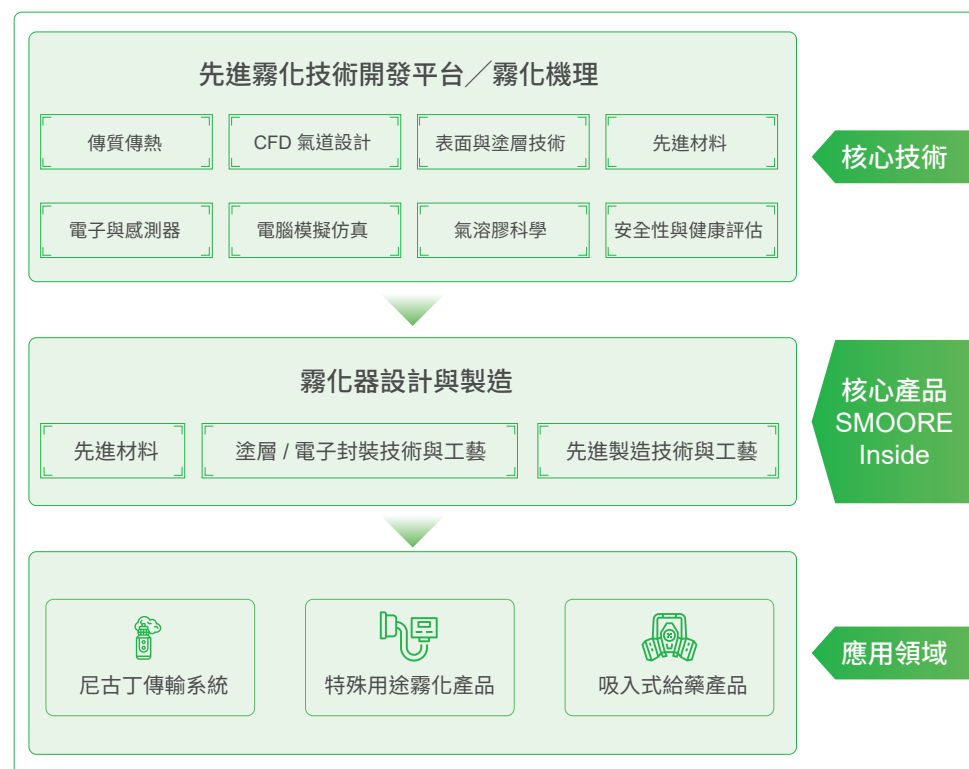 先進霧化技術開發平台／霧化機理
傳質傳熱
CFD 氣道設計
表面與塗層技術
先進材料
電子與感測器
電腦模擬仿真
氣溶膠科學
安全性與健康評估
核心技術
霧化器設計與製造
先進材料
塗層 / 電子封裝技術與工藝
先進製造技術與工藝
核心產品
SMOORE
Inside
尼古丁傳輸系統
特殊用途霧化產品
吸入式給藥產品
應用領域